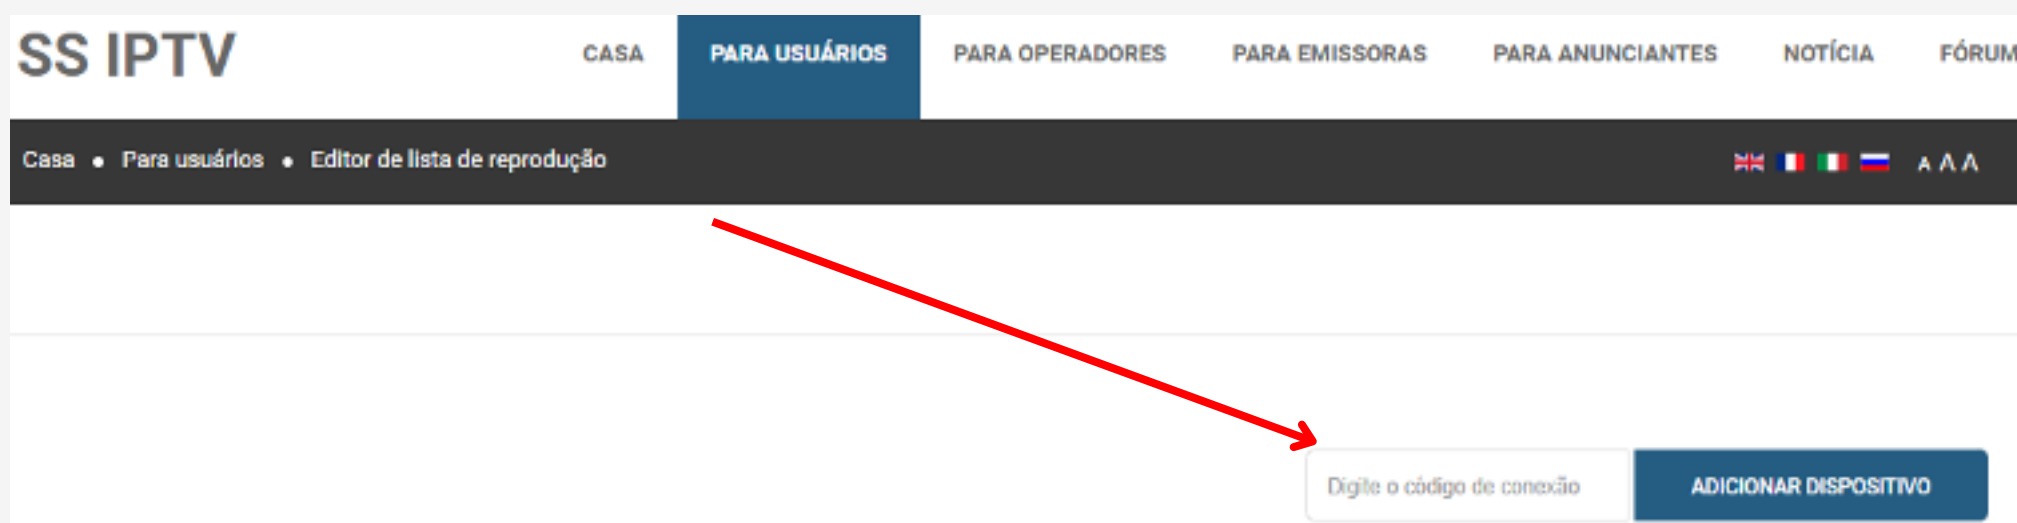 SS IPTV
CASA PARA USUÁRIOS PARA OPERADORES PARA EMISSORAS PARA ANUNCIANTES NOTÍCIA FÓRUM
Casa • Para usuários • Editor de lista de reprodução A A A
Digite o código de conexão ADICIONAR DISPOSITIVO